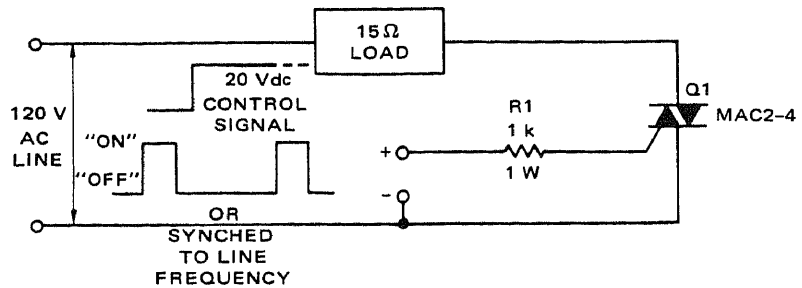 15Ω
LOAD
20 Vdc
CONTROL
SIGNAL
120 V
AC
LINE
"ON"
"OFF"
OR
SYNCHED
TO LINE
FREQUENCY
+
-
R1
1 k
1 W
Q1
MAC2-4